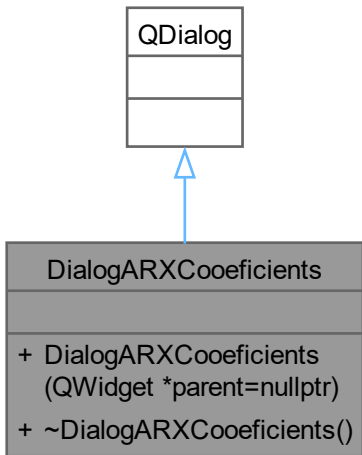 QDialog
DialogARXCooeficients
+ DialogARXCooeficients
(QWidget *parent=nullptr)
+ ~DialogARXCooeficients()